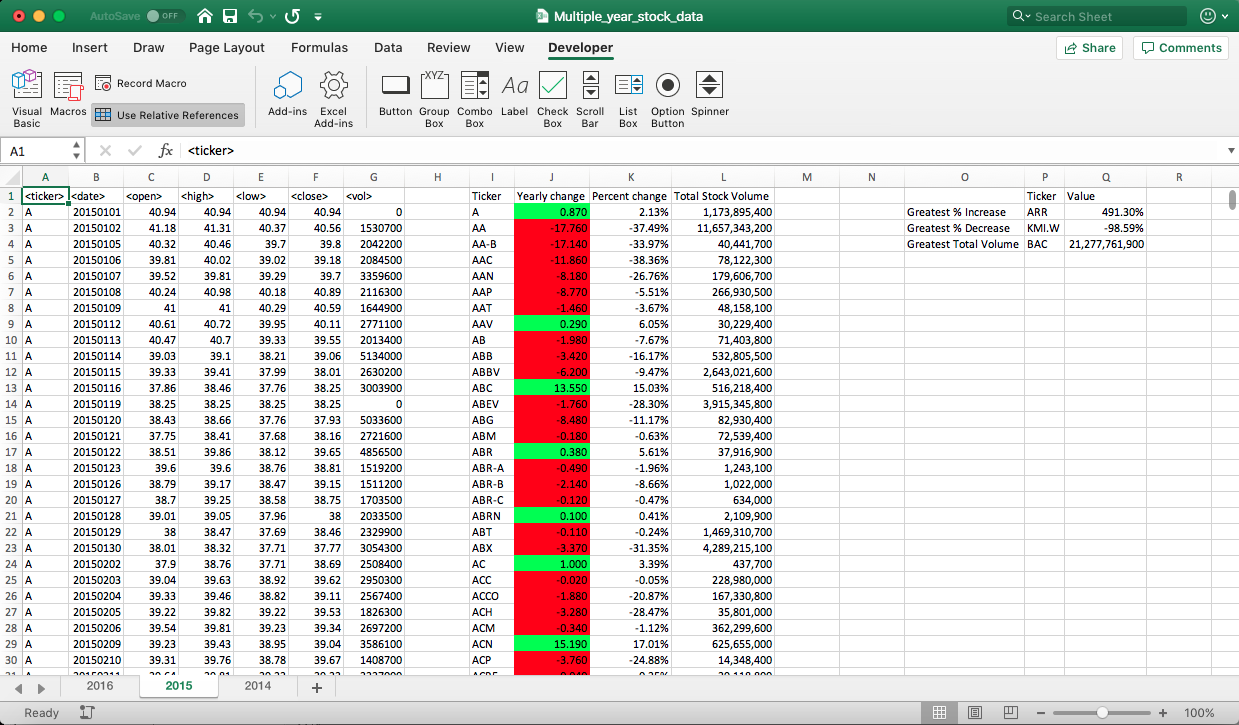 AutoSave OFF Multiple_year_stock_data Search Sheet
Home Insert Draw Page Layout Formulas Data Review View Developer Share Comments
Visual Basic Macros Record Macro Use Relative References Add-ins Excel Add-ins Button Group Box Combo Box Label Check Box Scroll Bar List Box Option Button Spinner
XYZ Aa
A1 fx <ticker>
A B C D E F G H I J K L M N O P Q R
1 <ticker> <date> <open> <high> <low> <close> <vol> Ticker Yearly change Percent change Total Stock Volume Ticker Value
2 A 20150101 40.94 40.94 40.94 40.94 0 A 0.870 2.13% 1,173,895,400 Greatest % Increase ARR 491.30%
3 A 20150102 41.18 41.31 40.37 40.56 1530700 AA -17.760 -37.49% 11,657,343,200 Greatest % Decrease KMI.W -98.59%
4 A 20150105 40.32 40.46 39.7 39.8 2042200 AA-B -17.140 -33.97% 40,441,700 Greatest Total Volume BAC 21,277,761,900
5 A 20150106 39.81 40.02 39.02 39.18 2084500 AAC -11.860 -38.36% 78,122,300
6 A 20150107 39.52 39.81 39.29 39.7 3359600 AAN -8.180 -26.76% 179,606,700
7 A 20150108 40.24 40.98 40.18 40.89 2116300 AAP -8.770 -5.51% 266,930,500
8 A 20150109 41 41 40.29 40.59 1644900 AAT -1.460 -3.67% 48,158,100
9 A 20150112 40.61 40.72 39.95 40.11 2771100 AAV 0.290 6.05% 30,229,400
10 A 20150113 40.47 40.7 39.33 39.55 2013400 AB -1.980 -7.67% 71,403,800
11 A 20150114 39.03 39.1 38.21 39.06 5134000 ABB -3.420 -16.17% 532,805,500
12 A 20150115 39.33 39.41 37.99 38.01 2630200 ABBV -6.200 -9.47% 2,643,021,600
13 A 20150116 37.86 38.46 37.76 38.25 3003900 ABC 13.550 15.03% 516,218,400
14 A 20150119 38.25 38.25 38.25 38.25 0 ABEV -1.760 -28.30% 3,915,345,800
15 A 20150120 38.43 38.66 37.76 37.93 5033600 ABG -8.480 -11.17% 82,930,400
16 A 20150121 37.75 38.41 37.68 38.16 2721600 ABM -0.180 -0.63% 72,539,400
17 A 20150122 38.51 39.86 38.12 39.65 4856500 ABR 0.380 5.61% 37,916,900
18 A 20150123 39.6 39.6 38.76 38.81 1519200 ABR-A -0.490 -1.96% 1,243,100
19 A 20150126 38.79 39.17 38.47 39.15 1511200 ABR-B -2.140 -8.66% 1,022,000
20 A 20150127 38.7 39.25 38.58 38.75 1703500 ABR-C -0.120 -0.47% 634,000
21 A 20150128 39.01 39.05 37.96 38 2033500 ABRN 0.100 0.41% 2,109,900
22 A 20150129 38 38.47 37.69 38.46 2329900 ABT -0.110 -0.24% 1,469,310,700
23 A 20150130 38.01 38.32 37.71 37.77 3054300 ABX -3.370 -31.35% 4,289,215,100
24 A 20150202 37.9 38.76 37.71 38.69 2508400 AC 1.000 3.39% 437,700
25 A 20150203 39.04 39.63 38.92 39.62 2950300 ACC -0.020 -0.05% 228,980,000
26 A 20150204 39.33 39.46 38.82 39.11 2567400 ACCO -1.880 -20.87% 167,330,800
27 A 20150205 39.22 39.82 39.22 39.53 1826300 ACH -3.280 -28.47% 35,801,000
28 A 20150206 39.54 39.81 39.23 39.34 2697200 ACM -0.340 -1.12% 362,299,600
29 A 20150209 39.23 39.43 38.95 39.04 3586100 ACN 15.190 17.01% 625,655,000
30 A 20150210 39.31 39.76 38.78 39.67 1408700 ACP -3.760 -24.88% 14,348,400
2016 2015 2014
Ready 100%